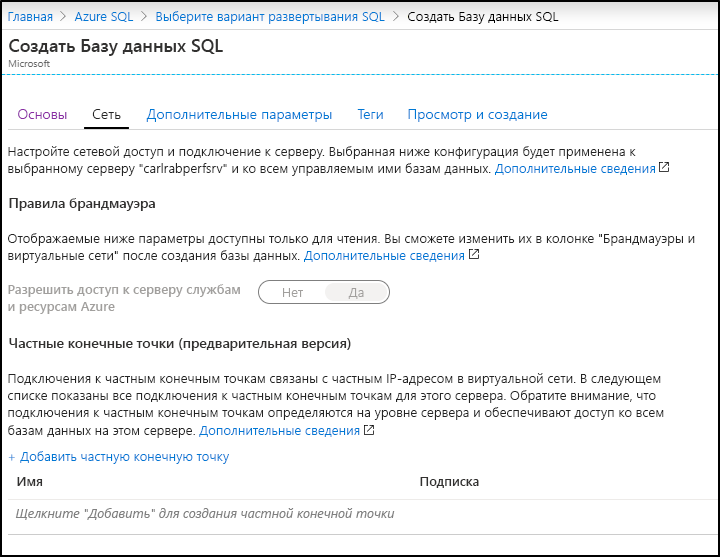 Главная > Azure SQL > Выберите вариант развертывания SQL > Создать Базу данных SQL
Создать Базу данных SQL
Microsoft
Основы Сеть Дополнительные параметры Теги Просмотр и создание
Настройте сетевой доступ и подключение к серверу. Выбранная ниже конфигурация будет применена к
выбранному серверу "carlrabperfsrv" и ко всем управляемым ими базам данных. Дополнительные сведения
Правила брандмауэра
Отображаемые ниже параметры доступны только для чтения. Вы сможете изменить их в колонке "Брандмауэры и
виртуальные сети" после создания базы данных. Дополнительные сведения
Разрешить доступ к серверу службам
и ресурсам Azure
Нет Да
Частные конечные точки (предварительная версия)
Подключения к частным конечным точкам связаны с частным IP-адресом в виртуальной сети. В следующем
списке показаны все подключения к частным конечным точкам для этого сервера. Обратите внимание, что
подключения к частным конечным точкам определяются на уровне сервера и обеспечивают доступ ко всем
базам данных на этом сервере. Дополнительные сведения
+ Добавить частную конечную точку
Имя Подписка
Щелкните "Добавить" для создания частной конечной точки